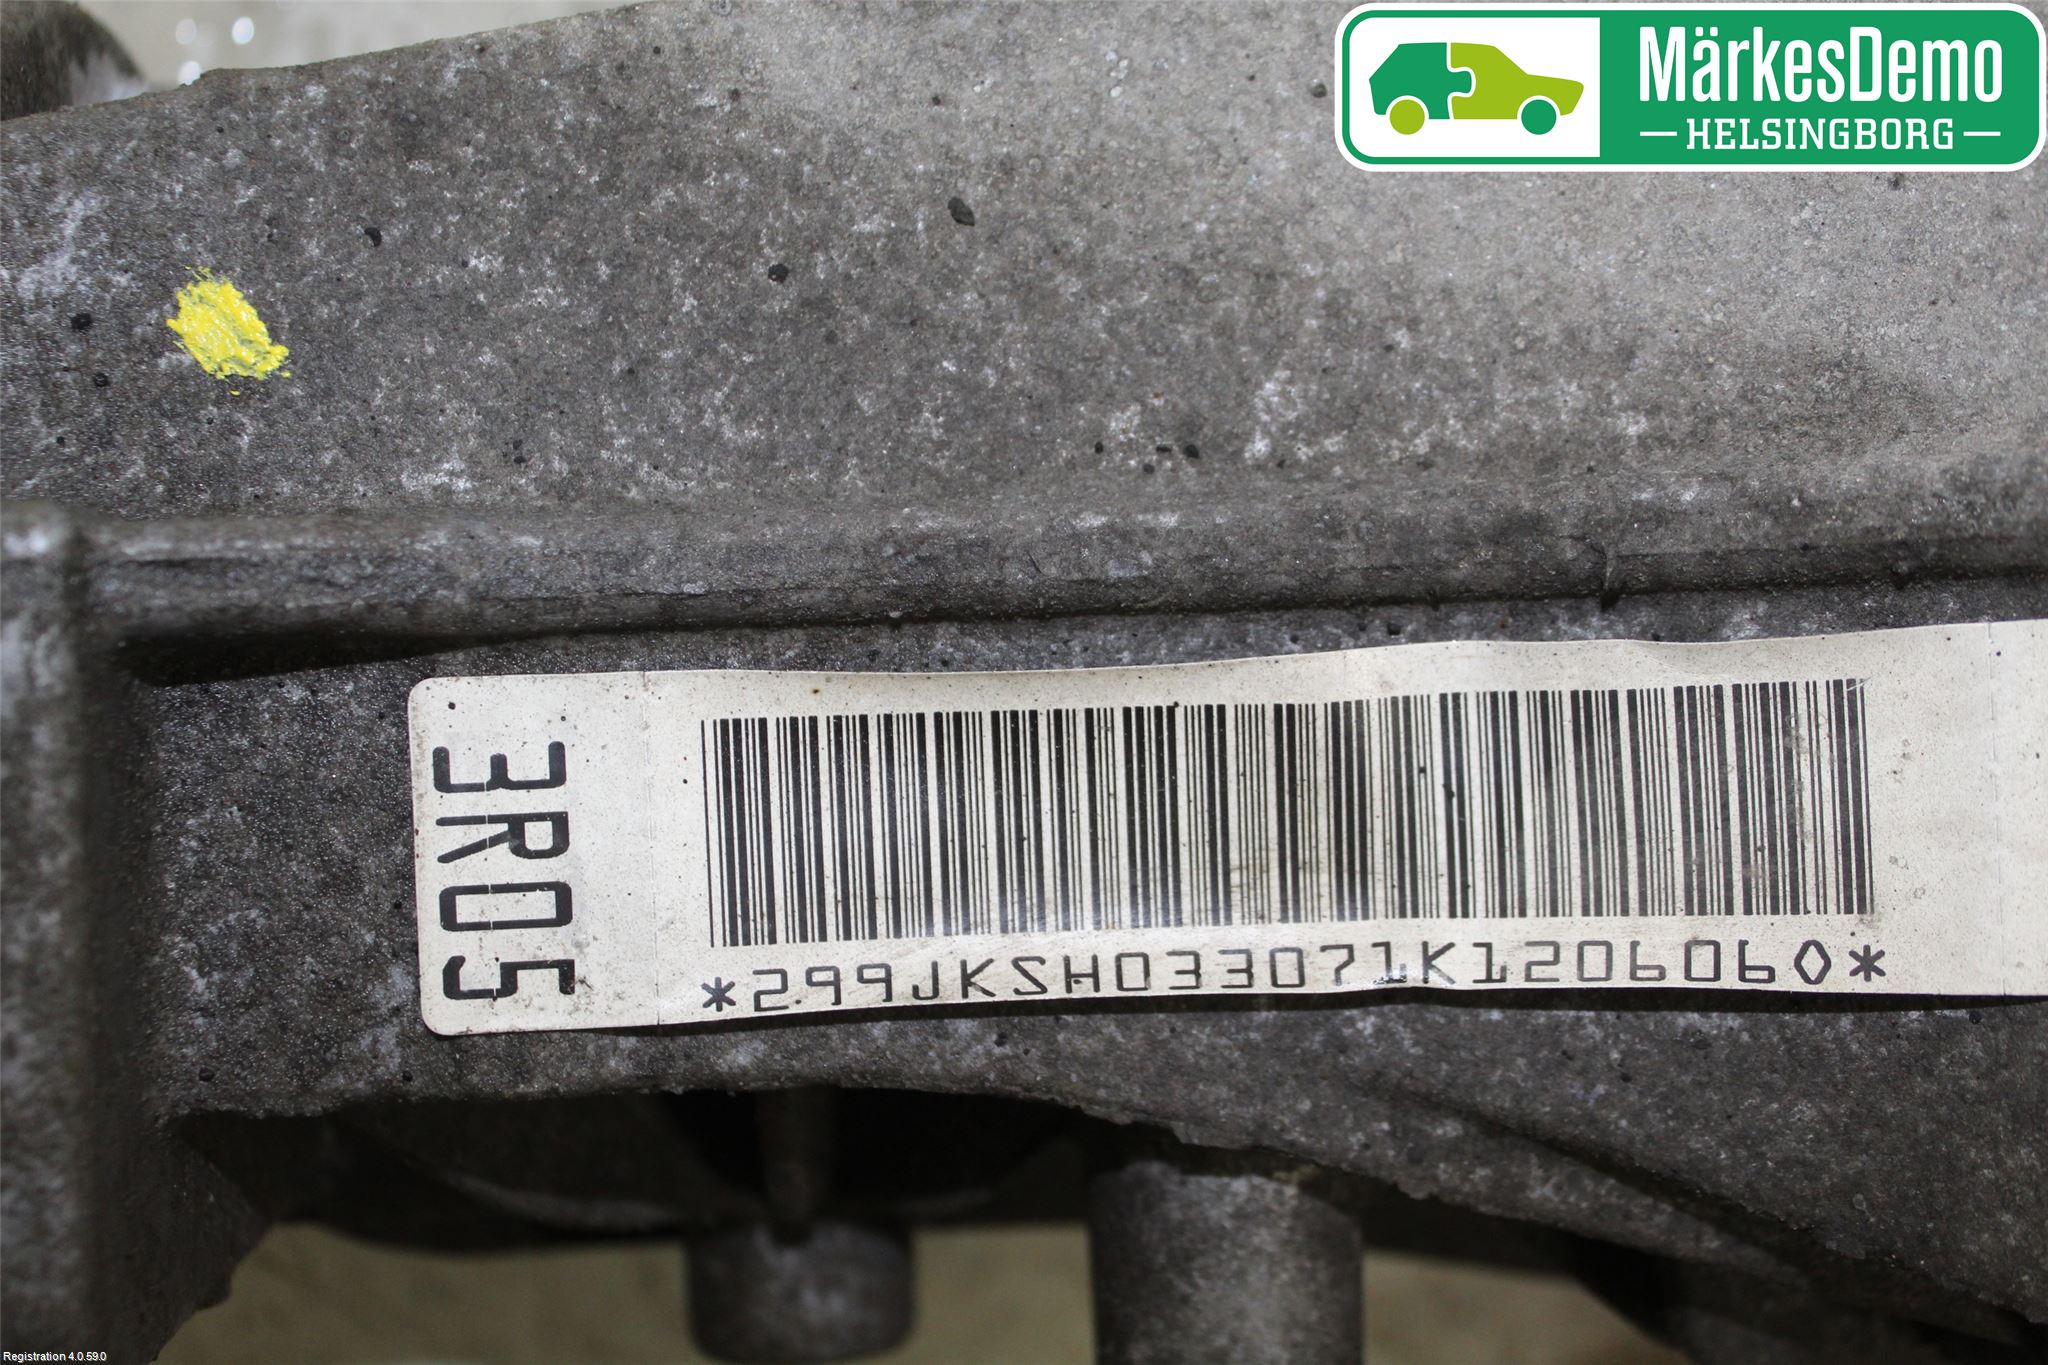 MärkesDemo
HELSINGBORG
3R05
*299JKSH033071K1206060*
Registration 4.0.59.0